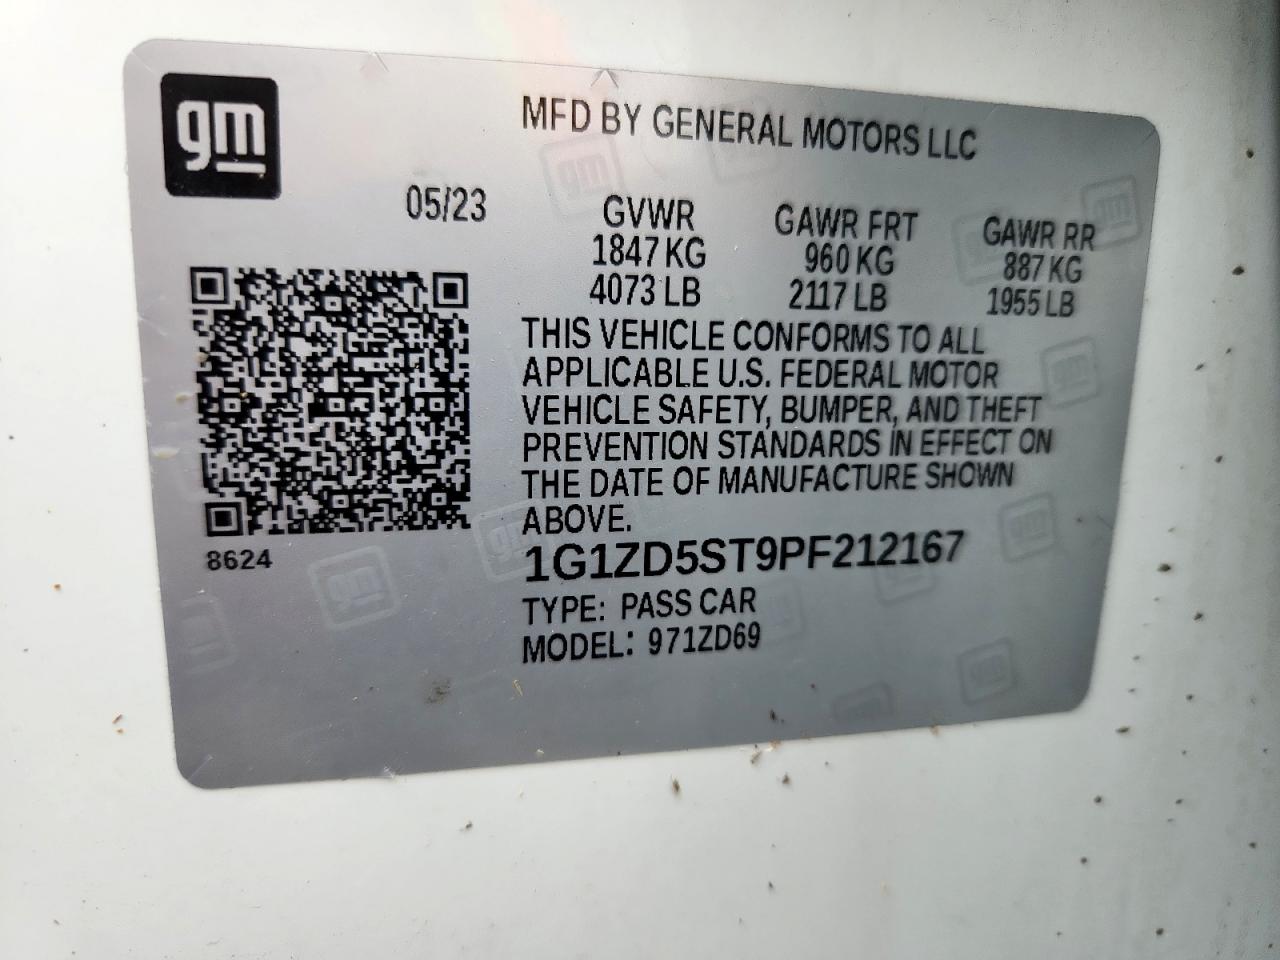 gm
MFD BY GENERAL MOTORS LLC
05/23
GVWR GAWR FRT GAWR RR
1847 KG 960 KG 887 KG
4073 LB 2117 LB 1955 LB
THIS VEHICLE CONFORMS TO ALL
APPLICABLE U.S. FEDERAL MOTOR
VEHICLE SAFETY, BUMPER, AND THEFT
PREVENTION STANDARDS IN EFFECT ON
THE DATE OF MANUFACTURE SHOWN
ABOVE.
8624
1G1ZD5ST9PF212167
TYPE: PASS CAR
MODEL: 971ZD69